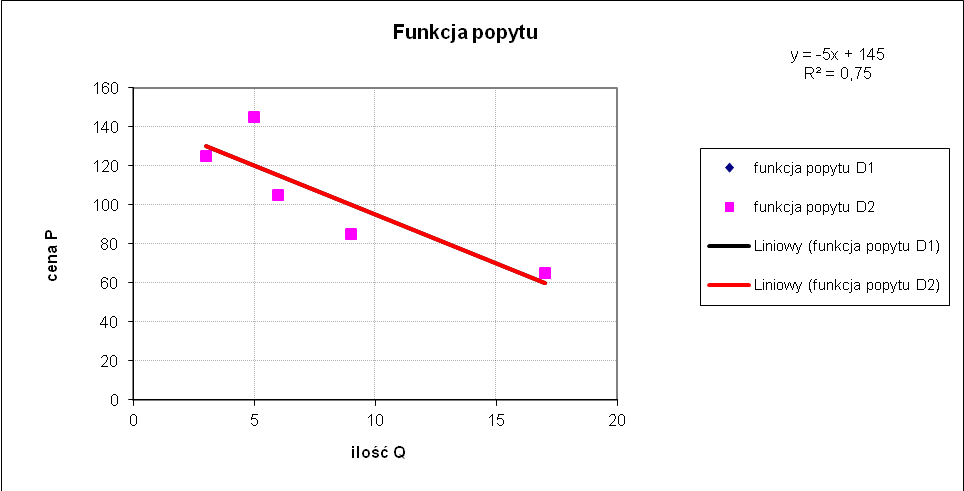 Funkcja popytu
y = -5x + 145
R² = 0,75
160
140
120
100
80
60
40
20
0
cena P
0 5 10 15 20
ilość Q
funkcja popytu D1
funkcja popytu D2
Liniowy (funkcja popytu D1)
Liniowy (funkcja popytu D2)